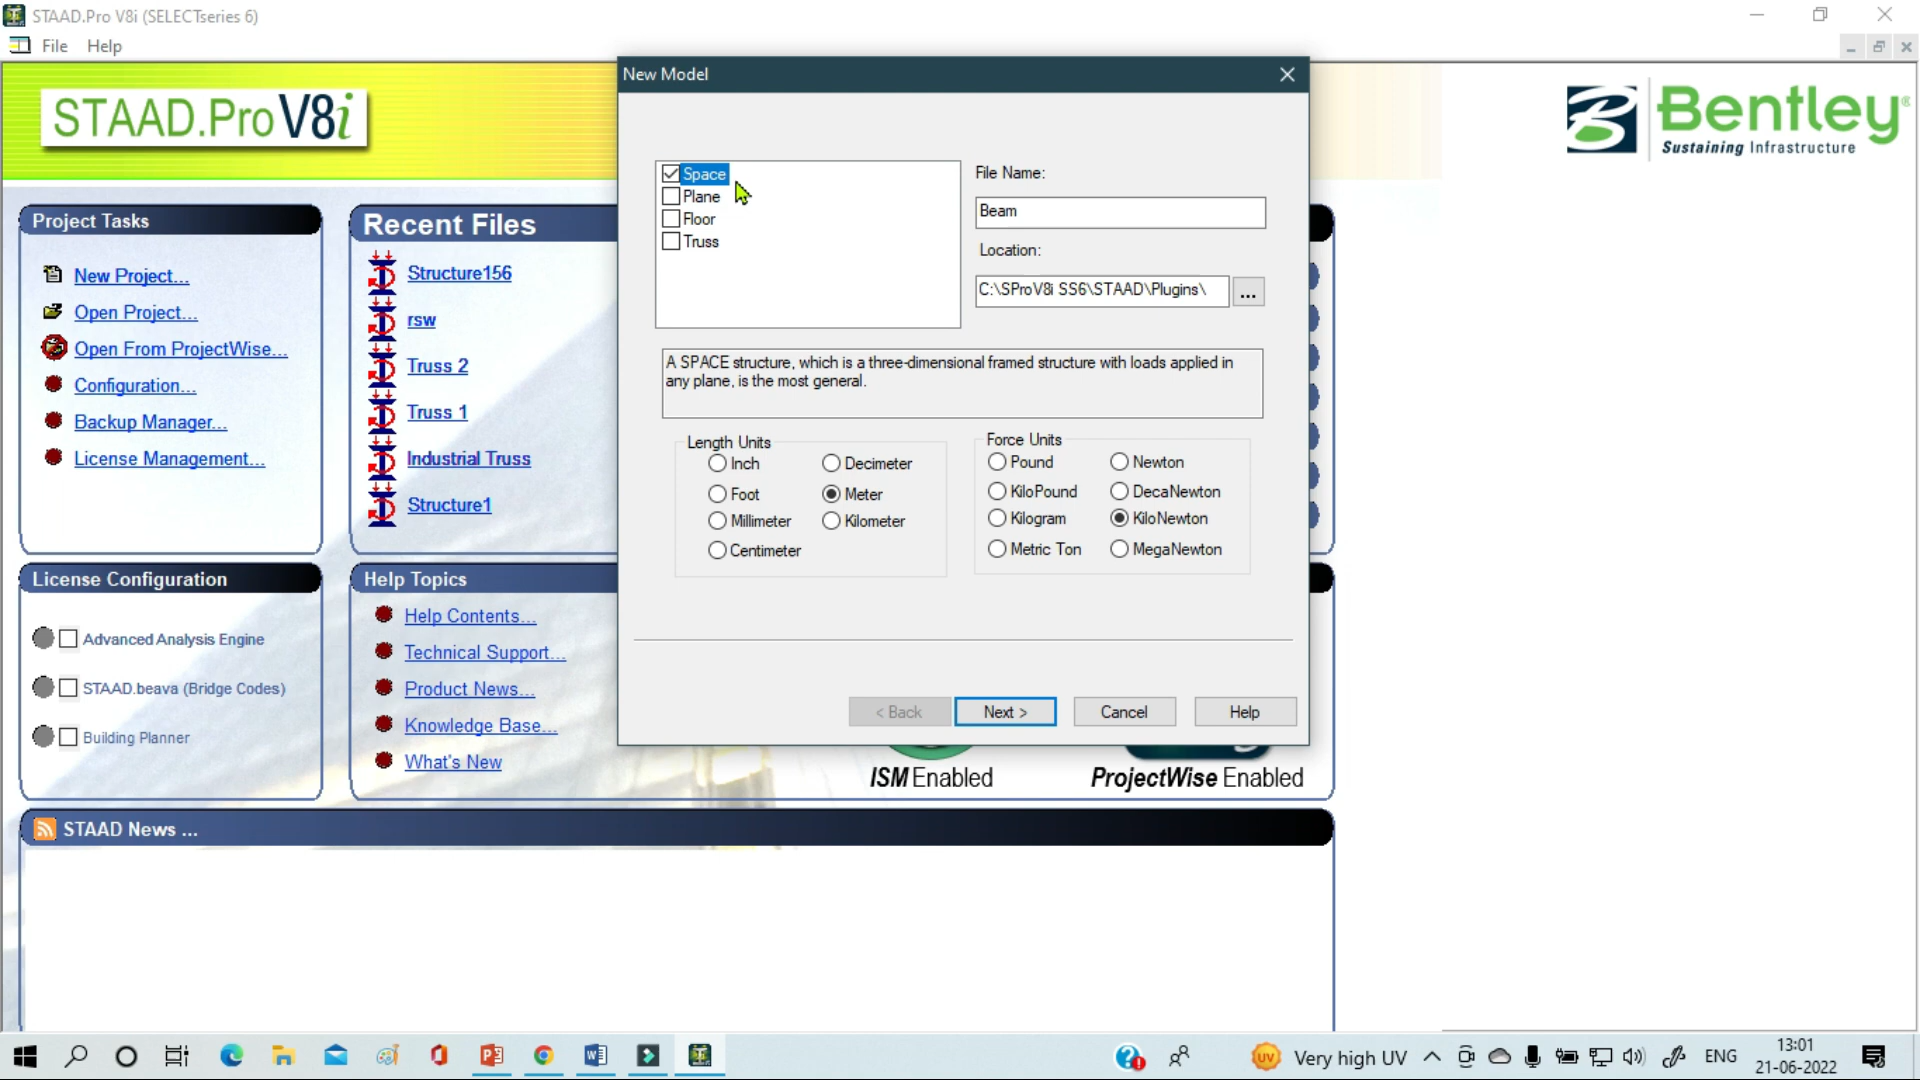 STAAD.Pro V8i (SELECTseries 6)
File Help
STAAD.Pro V8i
Bentley®
Sustaining Infrastructure
Project Tasks
New Project...
Open Project...
Open From ProjectWise...
Configuration...
Backup Manager...
License Management...
Recent Files
Structure156
rsw
Truss 2
Truss 1
Industrial Truss
Structure1
New Model
Space
Plane
Floor
Truss
File Name:
Beam
Location:
C:\SProV8i SS6\STAAD\Plugins\
...
A SPACE structure, which is a three-dimensional framed structure with loads applied in
any plane, is the most general.
Length Units
Inch Decimeter
Foot Meter
Millimeter Kilometer
Centimeter
Force Units
Pound Newton
KiloPound DecaNewton
Kilogram KiloNewton
Metric Ton MegaNewton
< Back Next > Cancel Help
License Configuration
Advanced Analysis Engine
STAAD.beava (Bridge Codes)
Building Planner
Help Topics
Help Contents...
Technical Support...
Product News...
Knowledge Base...
What's New
ISM Enabled
ProjectWise Enabled
STAAD News ...
UV Very high UV
ENG
13:01
21-06-2022